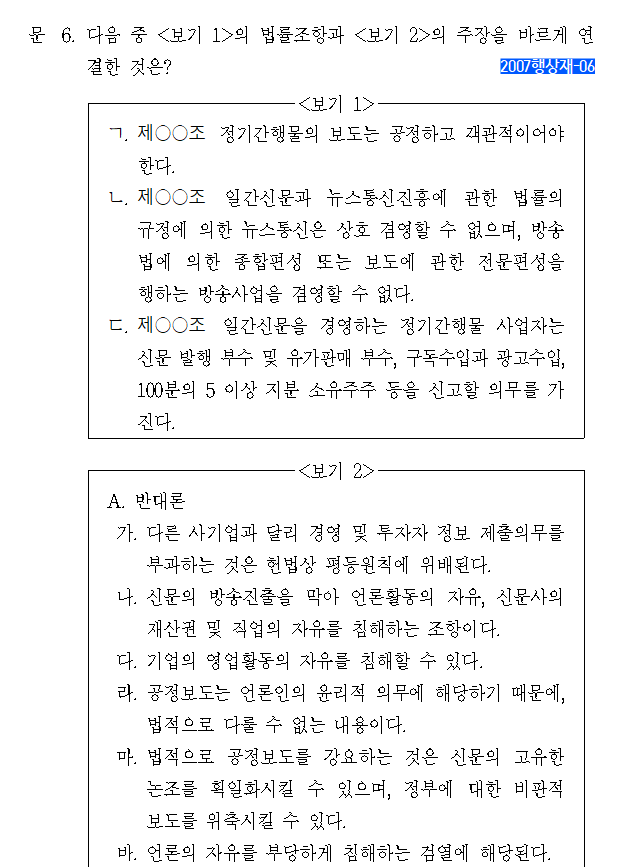 문 6. 다음 중 <보기 1>의 법률조항과 <보기 2>의 주장을 바르게 연
결한 것은?
2007행상재-06
<보기 1>
ㄱ. 제○○조 정기간행물의 보도는 공정하고 객관적이어야
한다.
ㄴ. 제○○조 일간신문과 뉴스통신진흥에 관한 법률의
규정에 의한 뉴스통신은 상호 겸영할 수 없으며, 방송
법에 의한 종합편성 또는 보도에 관한 전문편성을
행하는 방송사업을 겸영할 수 없다.
ㄷ. 제○○조 일간신문을 경영하는 정기간행물 사업자는
신문 발행 부수 및 유가판매 부수, 구독수입과 광고수입,
100분의 5 이상 지분 소유주주 등을 신고할 의무를 가
진다.
<보기 2>
A. 반대론
가. 다른 사기업과 달리 경영 및 투자자 정보 제출의무를
부과하는 것은 헌법상 평등원칙에 위배된다.
나. 신문의 방송진출을 막아 언론활동의 자유, 신문사의
재산권 및 직업의 자유를 침해하는 조항이다.
다. 기업의 영업활동의 자유를 침해할 수 있다.
라. 공정보도는 언론인의 윤리적 의무에 해당하기 때문에,
법적으로 다룰 수 없는 내용이다.
마. 법적으로 공정보도를 강요하는 것은 신문의 고유한
논조를 획일화시킬 수 있으며, 정부에 대한 비판적
보도를 위축시킬 수 있다.
바. 언론의 자유를 부당하게 침해하는 검열에 해당된다.